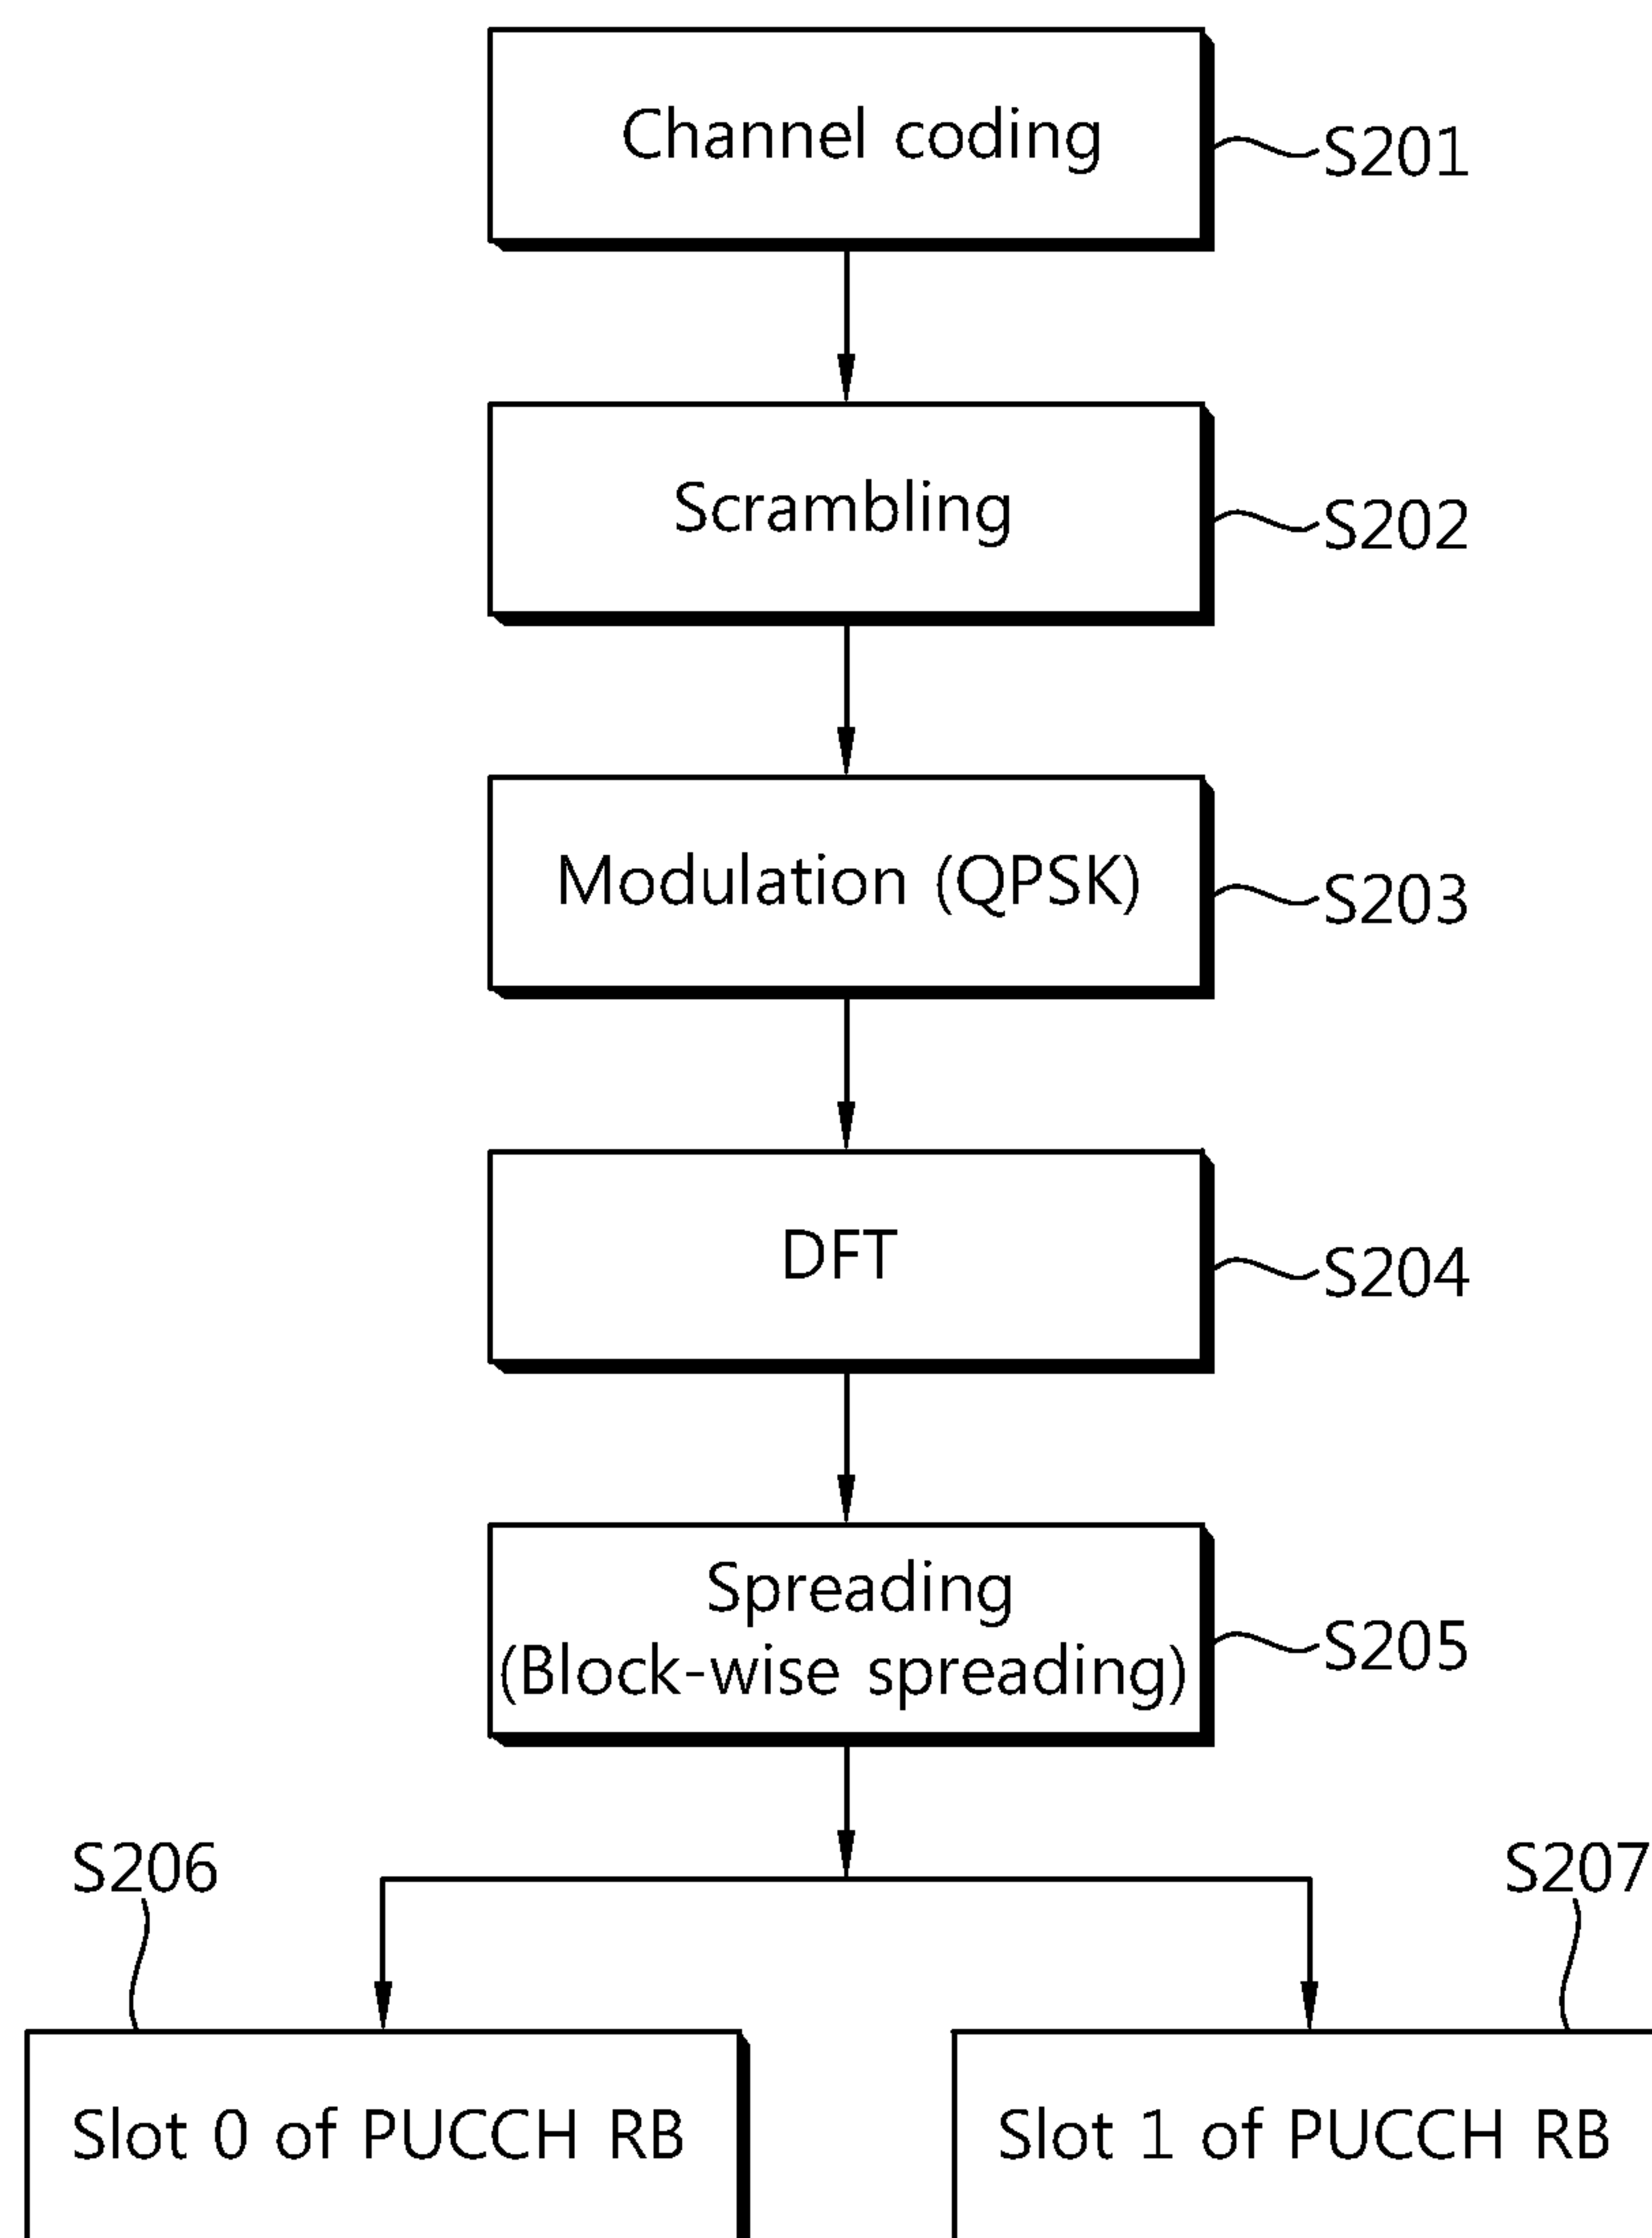 Channel coding
S201
Scrambling
S202
Modulation (QPSK)
S203
DFT
S204
Spreading
(Block-wise spreading)
S205
S206
S207
Slot 0 of PUCCH RB
Slot 1 of PUCCH RB